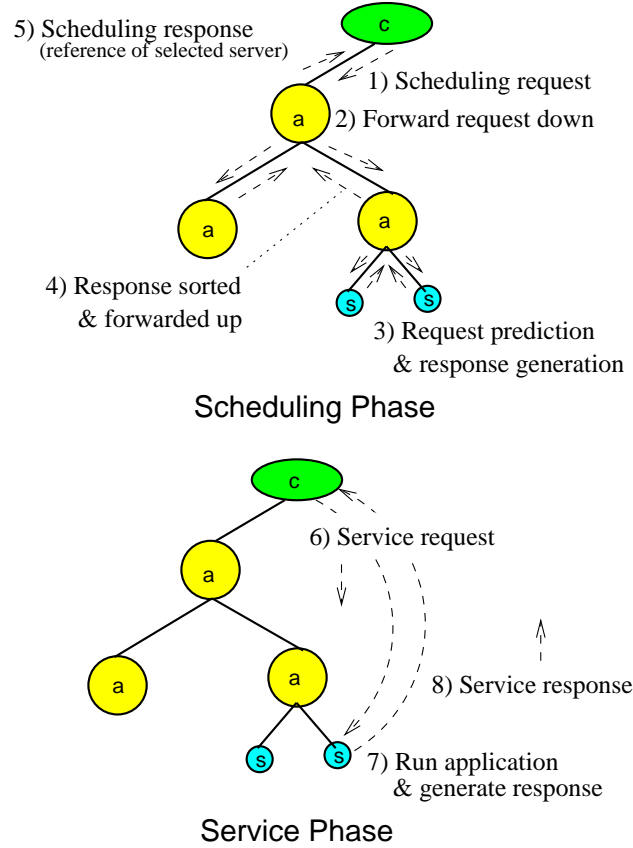 c
5) Scheduling response
(reference of selected server)
1) Scheduling request
a
2) Forward request down
a
a
4) Response sorted
& forwarded up
s
s
3) Request prediction
& response generation
Scheduling Phase
c
6) Service request
a
a
a
8) Service response
s
s
7) Run application
& generate response
Service Phase